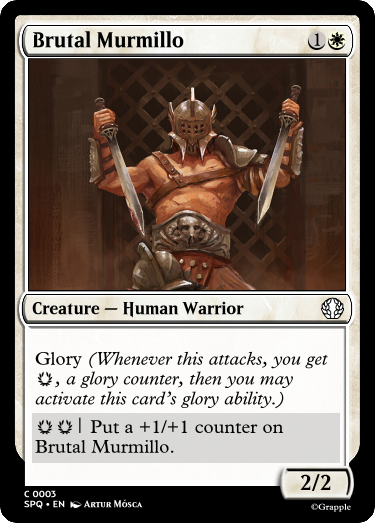 Brutal Murmillo 1
Creature — Human Warrior
Glory (Whenever this attacks, you get
, a glory counter, then you may
activate this card's glory ability.)
| Put a +1/+1 counter on
Brutal Murmillo.
2/2
C 0003
SPQ • EN Artur Mósca
©Grapple